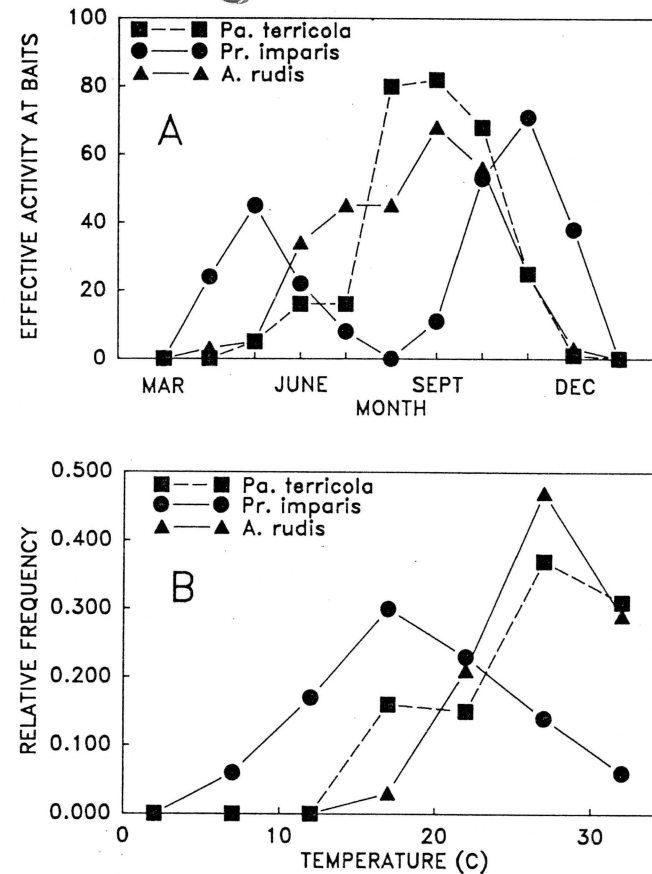 100
80
60
40
20
0
EFFECTIVE ACTIVITY AT BAITS
Pa. terricola
Pr. imparis
A. rudis
A
MAR JUNE SEPT DEC
MONTH
0.500
0.400
0.300
0.200
0.100
0.000
RELATIVE FREQUENCY
Pa. terricola
Pr. imparis
A. rudis
B
0 10 20 30
TEMPERATURE (C)